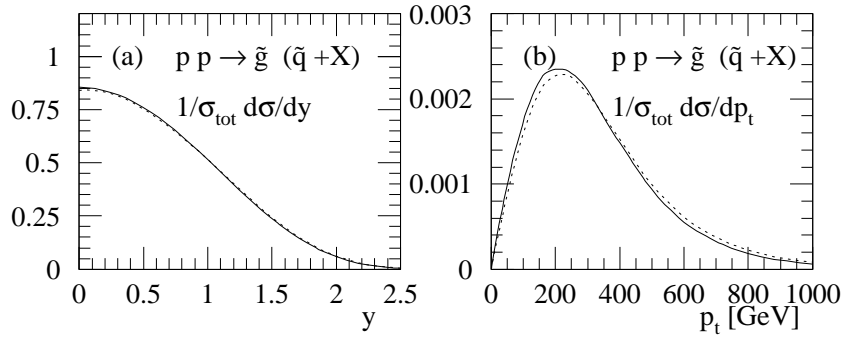 (a) p p → g̃ (q̃ +X)
1/σ_tot dσ/dy
1
0.75
0.5
0.25
0
0 0.5 1 1.5 2 2.5
y
(b) p p → g̃ (q̃ +X)
1/σ_tot dσ/dp_t
0.003
0.002
0.001
0
0 200 400 600 800 1000
p_t [GeV]